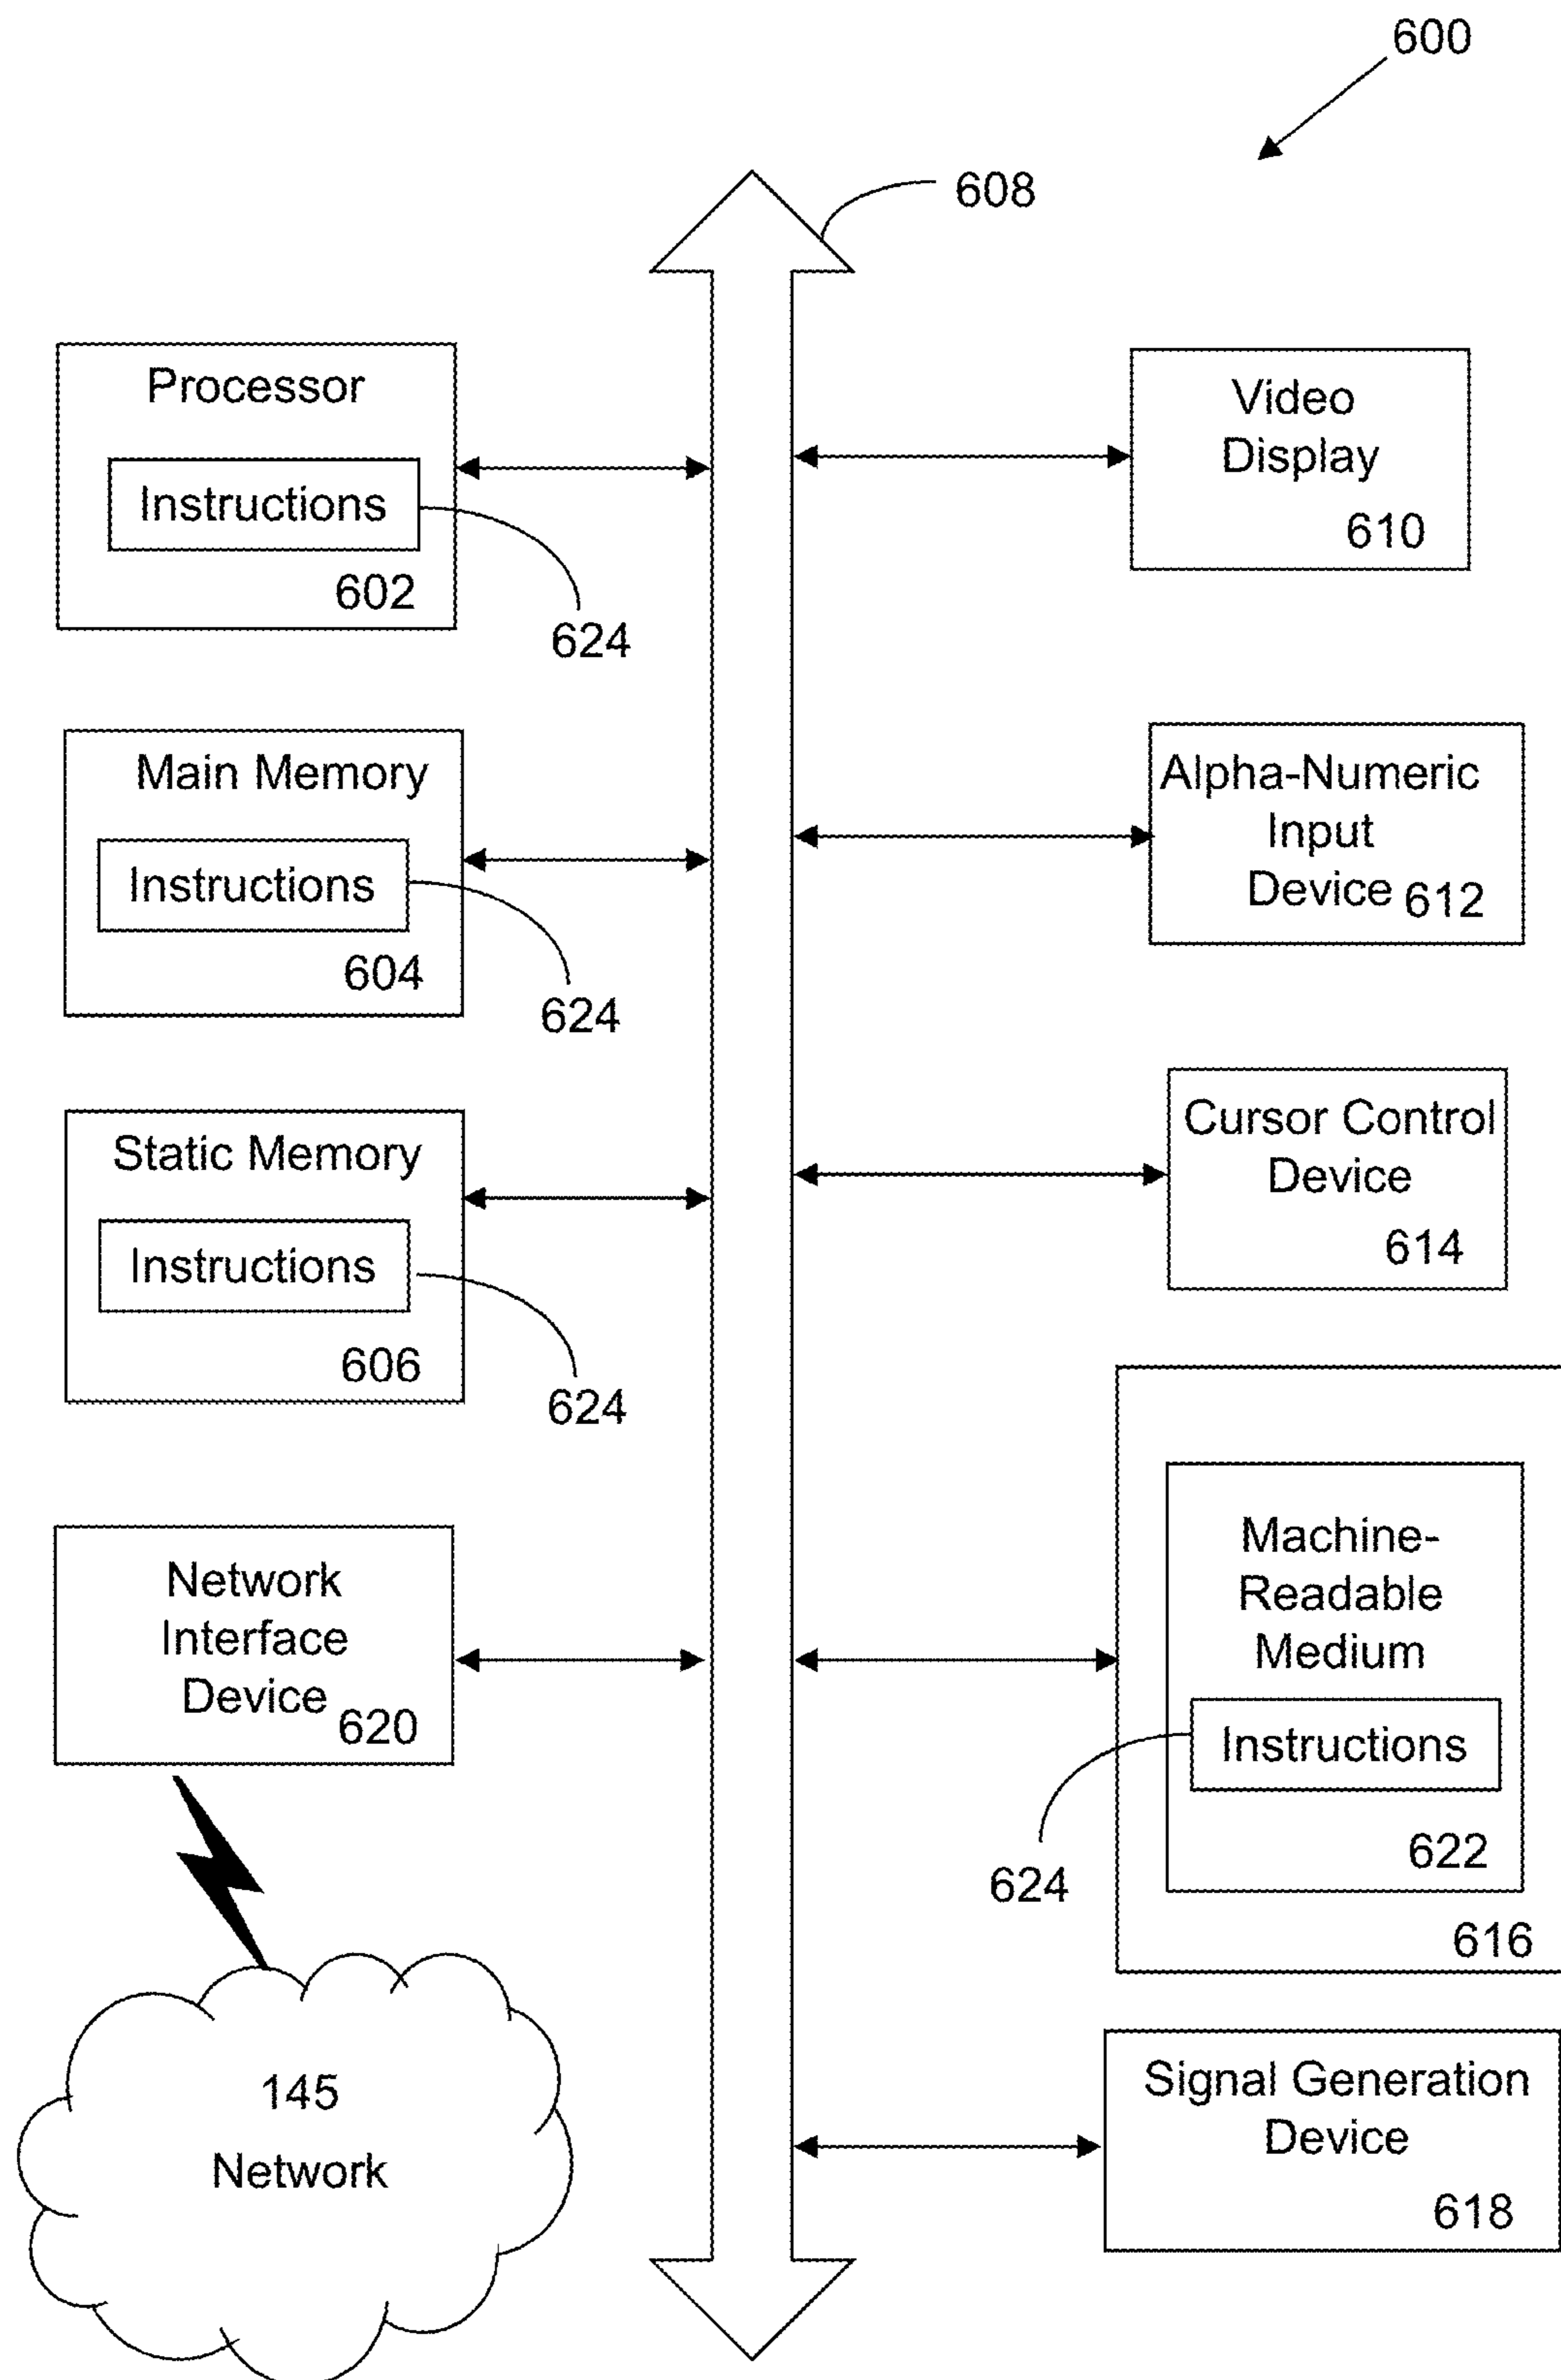 600
608
Processor
Instructions
602
624
Main Memory
Instructions
604
624
Static Memory
Instructions
606
624
Network
Interface
Device
620
145
Network
Video
Display
610
Alpha-Numeric
Input
Device 612
Cursor Control
Device
614
Machine-
Readable
Medium
Instructions
624
622
616
Signal Generation
Device
618